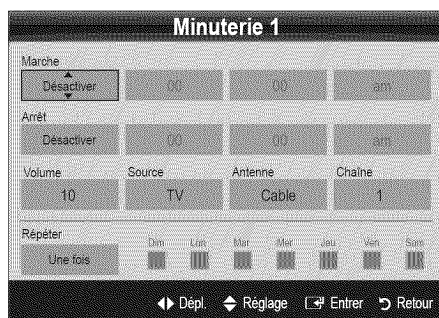 Minuterie 1
Marche
Désactiver 00 00 am
Arrêt
Désactiver 00 00 am
Volume Source Antenne Chaîne
10 TV Cable 1
Répéter Dim Lun Mar Mer Jeu Ven Sam
Une fois
Dépl. Réglage Entrer Retour